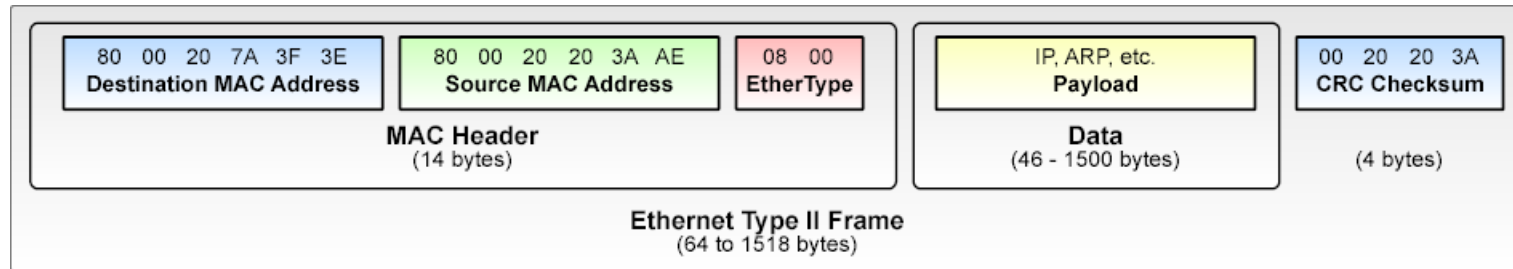 80 00 20 7A 3F 3E
Destination MAC Address
80 00 20 20 3A AE
Source MAC Address
08 00
EtherType
MAC Header
(14 bytes)
IP, ARP, etc.
Payload
Data
(46 - 1500 bytes)
00 20 20 3A
CRC Checksum
(4 bytes)
Ethernet Type II Frame
(64 to 1518 bytes)